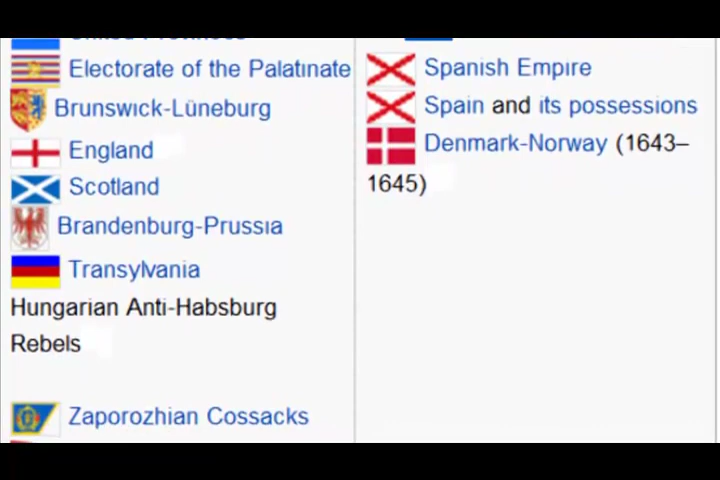 Electorate of the Palatinate
Brunswick-Lüneburg
England
Scotland
Brandenburg-Prussia
Transylvania
Hungarian Anti-Habsburg
Rebels
Zaporozhian Cossacks
Spanish Empire
Spain and its possessions
Denmark-Norway (1643–
1645)